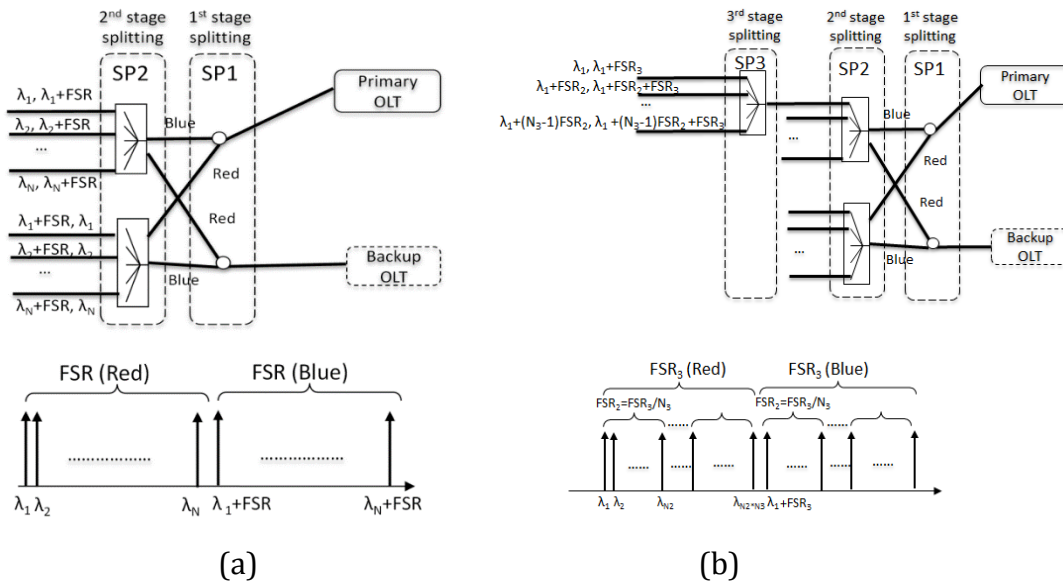 2nd stage splitting
1st stage splitting
SP2
SP1
Primary OLT
λ1, λ1+FSR
λ2, λ2+FSR
...
λN, λN+FSR
Blue
Red
Red
λ1+FSR, λ1
λ2+FSR, λ2
...
λN+FSR, λN
Blue
Backup OLT
FSR (Red)
FSR (Blue)
.................
.................
λ1 λ2 λN λ1+FSR λN+FSR
(a)
3rd stage splitting
2nd stage splitting
1st stage splitting
SP3
SP2
SP1
Primary OLT
λ1, λ1+FSR3
λ1+FSR2, λ1+FSR2+FSR3
...
λ1+(N3-1)FSR2, λ1+(N3-1)FSR2+FSR3
...
Blue
Red
Red
...
Blue
Backup OLT
FSR3 (Red)
FSR3 (Blue)
FSR2=FSR3/N3
FSR2=FSR3/N3
......
......
......
......
......
......
......
......
λ1 λ2 λN2 λN2*N3 λ1+FSR3
(b)